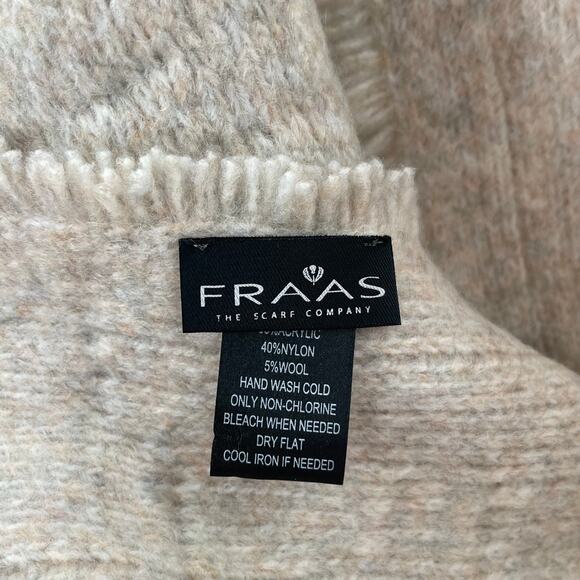 FRAAS
THE SCARF COMPANY
%ACRYLIC
40%NYLON
5%WOOL
HAND WASH COLD
ONLY NON-CHLORINE
BLEACH WHEN NEEDED
DRY FLAT
COOL IRON IF NEEDED